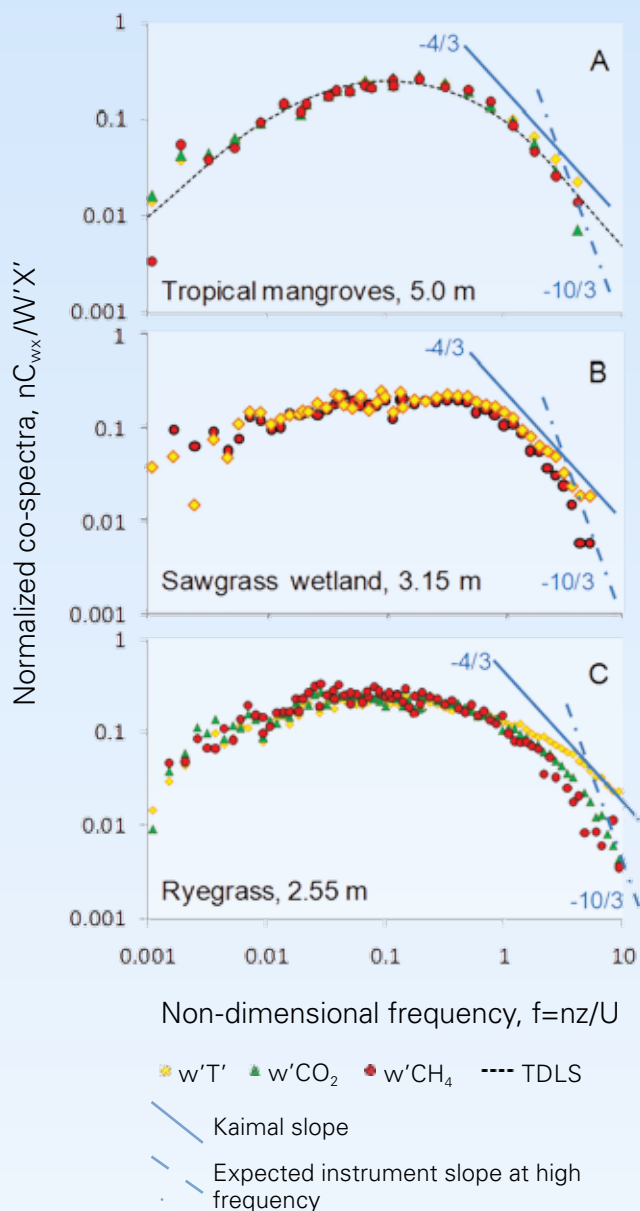 Normalized co-spectra, nCwx/W'X'
1
0.1
0.01
0.001
-4/3
A
-10/3
Tropical mangroves, 5.0 m
1
0.1
0.01
0.001
-4/3
B
-10/3
Sawgrass wetland, 3.15 m
1
0.1
0.01
0.001
-4/3
C
-10/3
Ryegrass, 2.55 m
0.001 0.01 0.1 1 10
Non-dimensional frequency, f=nz/U
w'T' w'CO₂ w'CH₄ TDLS
Kaimal slope
Expected instrument slope at high
frequency